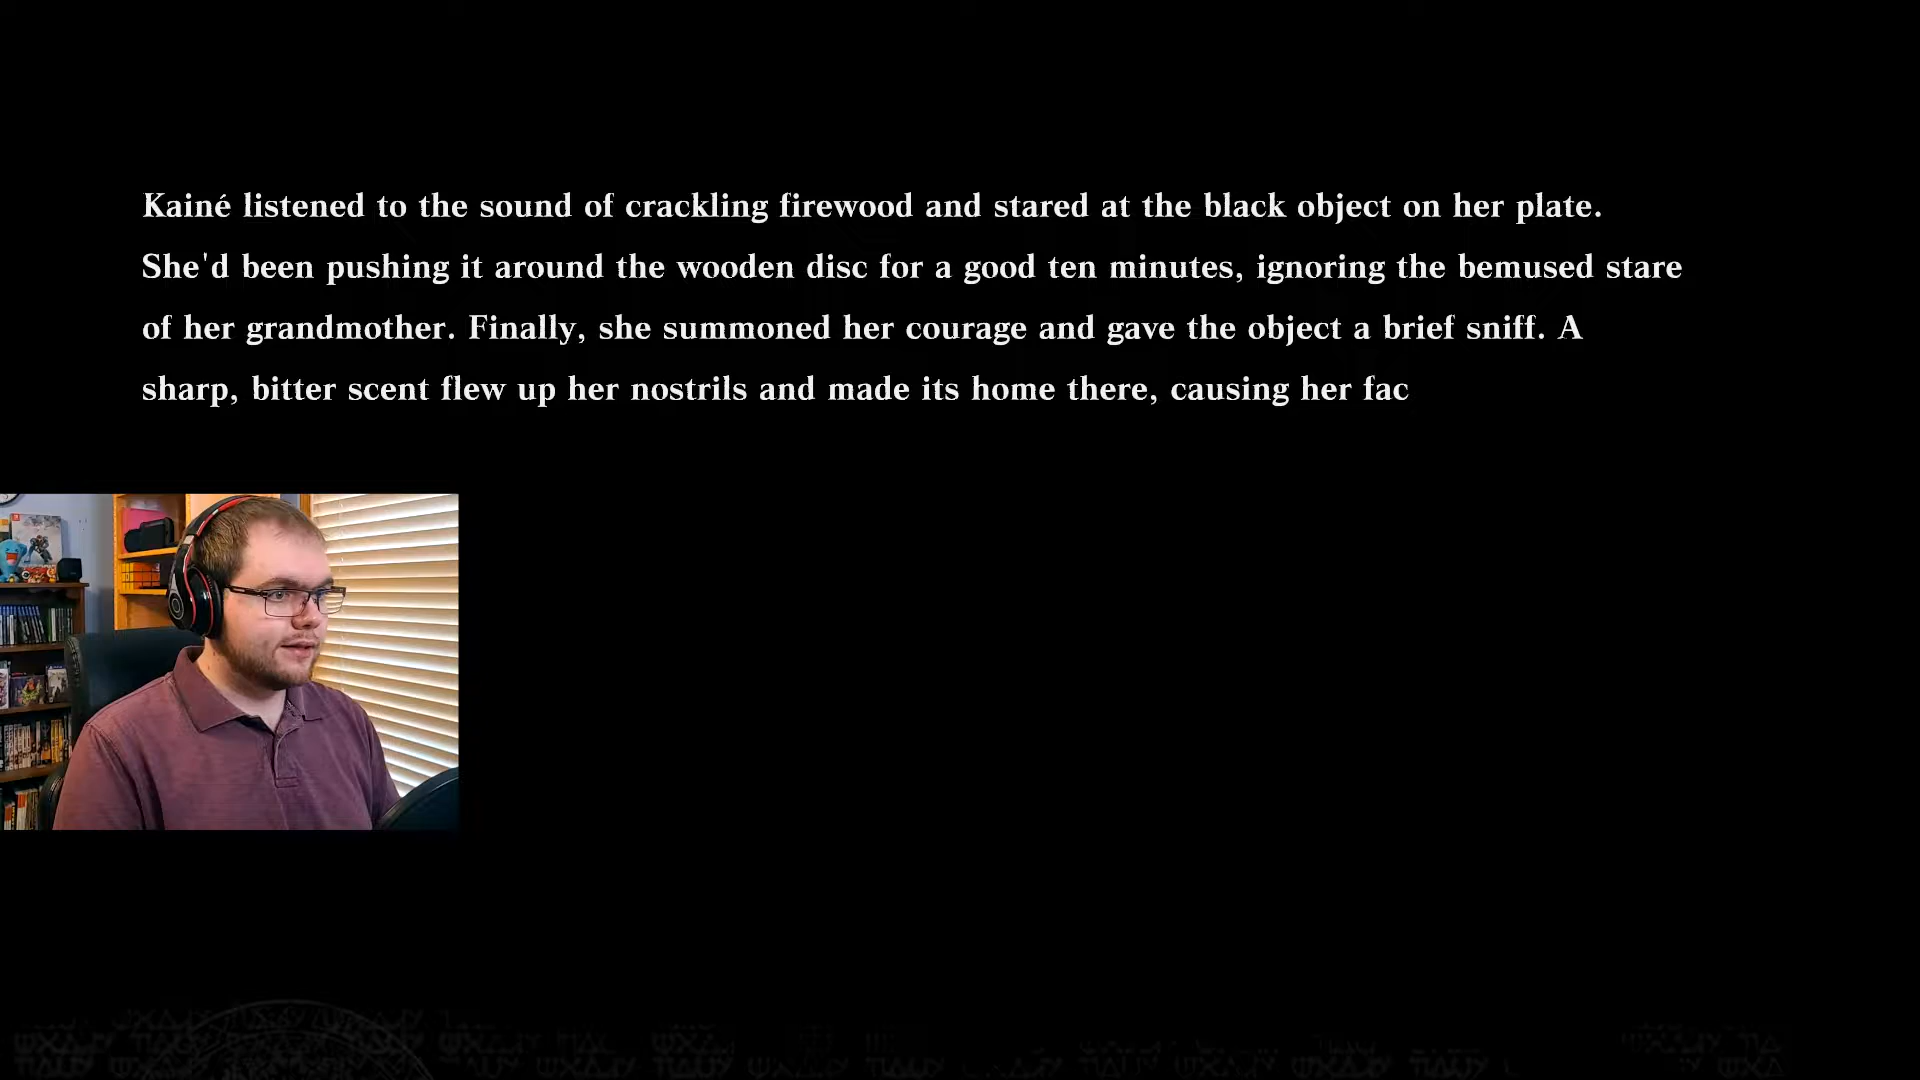 Kainé listened to the sound of crackling firewood and stared at the black object on her plate.
She'd been pushing it around the wooden disc for a good ten minutes, ignoring the bemused stare
of her grandmother. Finally, she summoned her courage and gave the object a brief sniff. A
sharp, bitter scent flew up her nostrils and made its home there, causing her fac